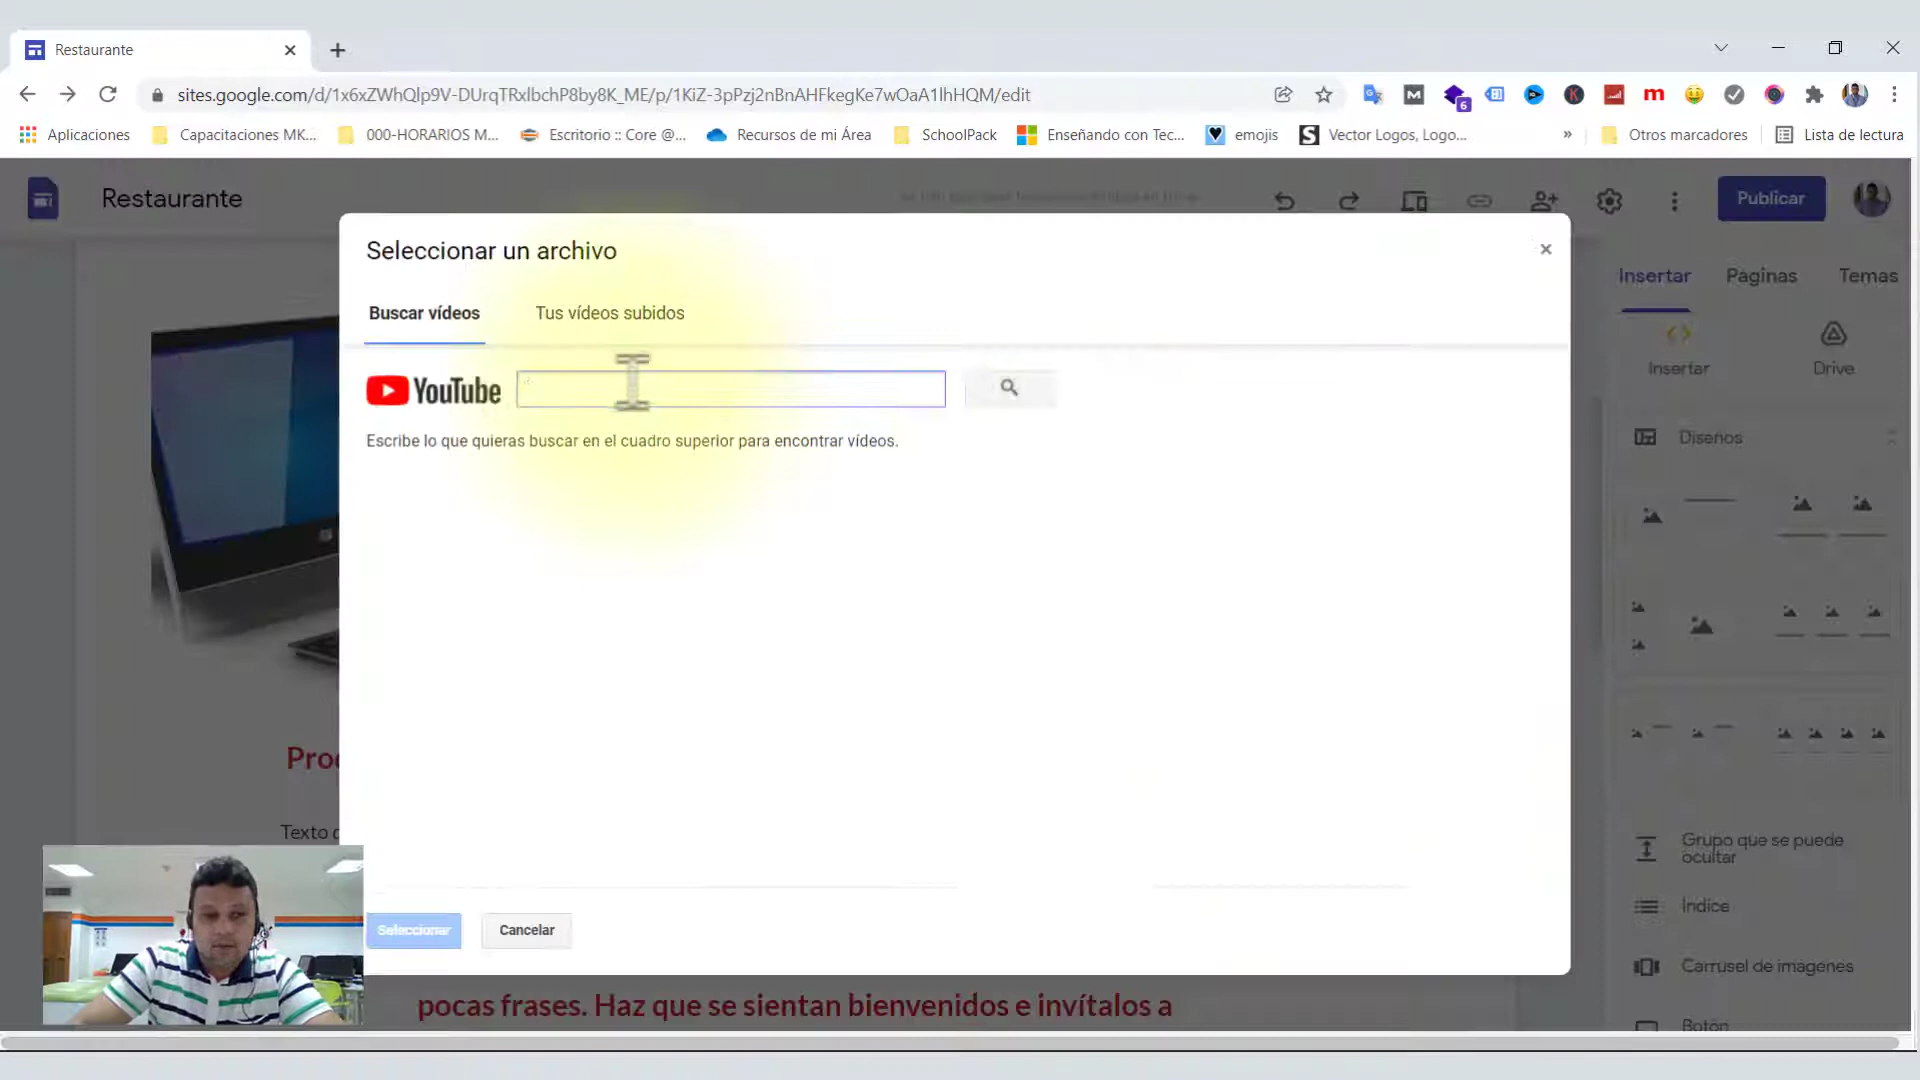 Restaurante
sites.google.com/d/1x6xZWhQlp9V-DUrqTRxlbchP8by8K_ME/p/1KiZ-3pPzj2nBnAHFkegKe7wOaA1lhHQM/edit
6
Aplicaciones
Capacitaciones MK...
000-HORARIOS M...
Escritorio :: Core @...
Recursos de mi Área
SchoolPack
Enseñando con Tec...
emojis
Vector Logos, Logo...
»
Otros marcadores
Lista de lectura
Restaurante
Publicar
Seleccionar un archivo
Buscar vídeos
Tus vídeos subidos
YouTube
Escribe lo que quieras buscar en el cuadro superior para encontrar vídeos.
Seleccionar
Cancelar
Insertar
Páginas
Temas
Insertar
Drive
Diseños
Grupo que se puede
ocultar
Índice
Carrusel de imágenes
Botón
Texto
pocas frases. Haz que se sientan bienvenidos e invítalos a